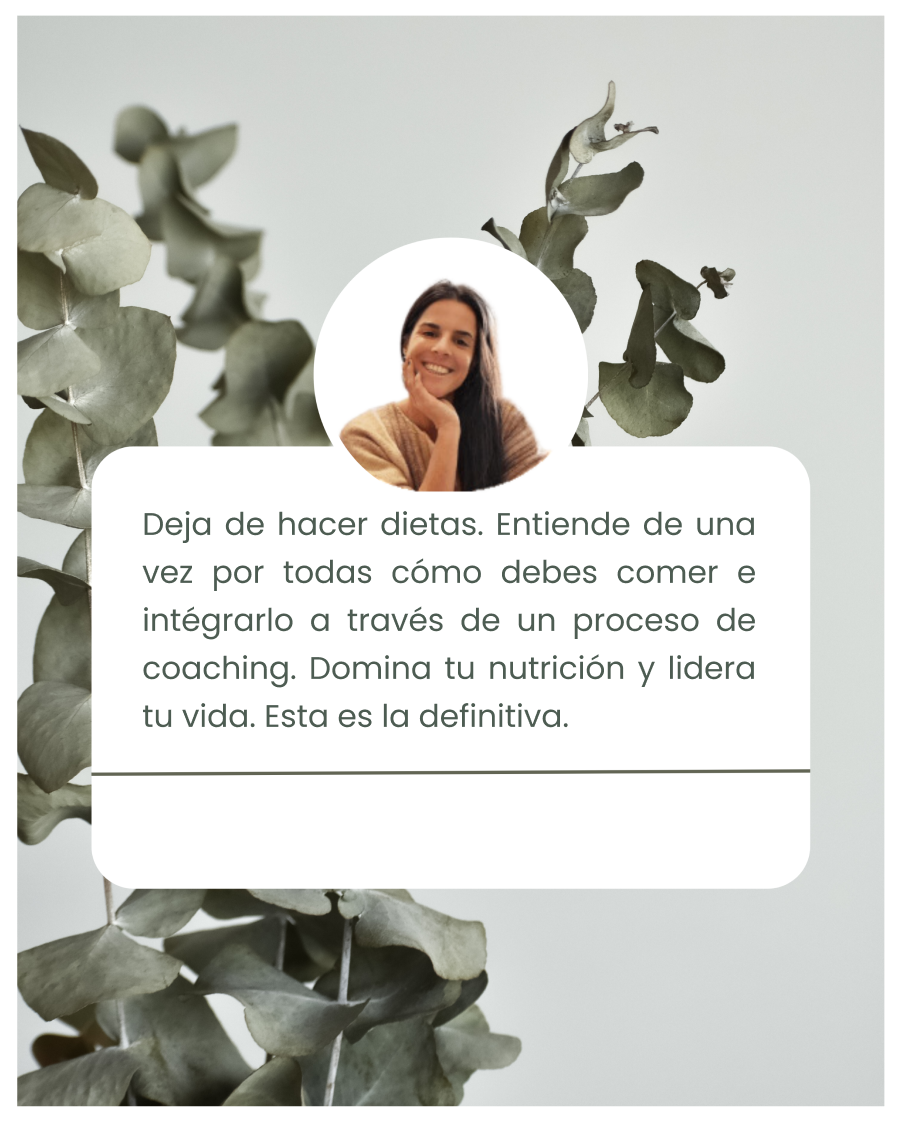 Deja de hacer dietas. Entiende de una
vez por todas cómo debes comer e
intégrarlo a través de un proceso de
coaching. Domina tu nutrición y lidera
tu vida. Esta es la definitiva.